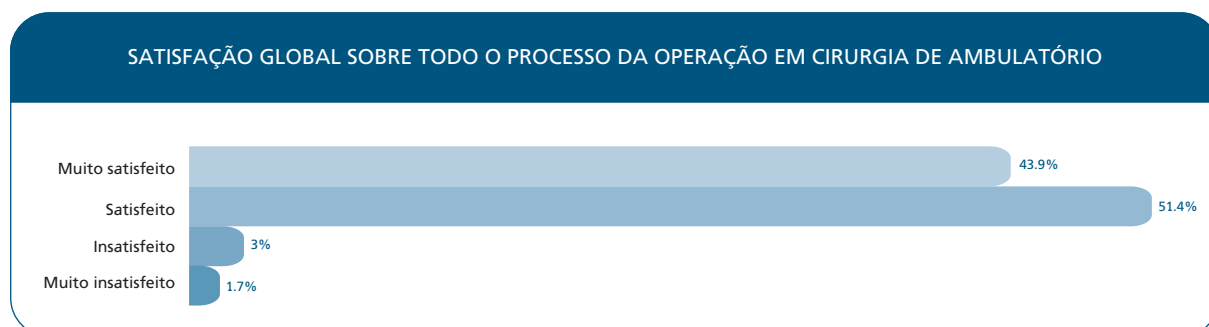 SATISFAÇÃO GLOBAL SOBRE TODO O PROCESSO DA OPERAÇÃO EM CIRURGIA DE AMBULATÓRIO
Muito satisfeito 43.9%
Satisfeito 51.4%
Insatisfeito 3%
Muito insatisfeito 1.7%